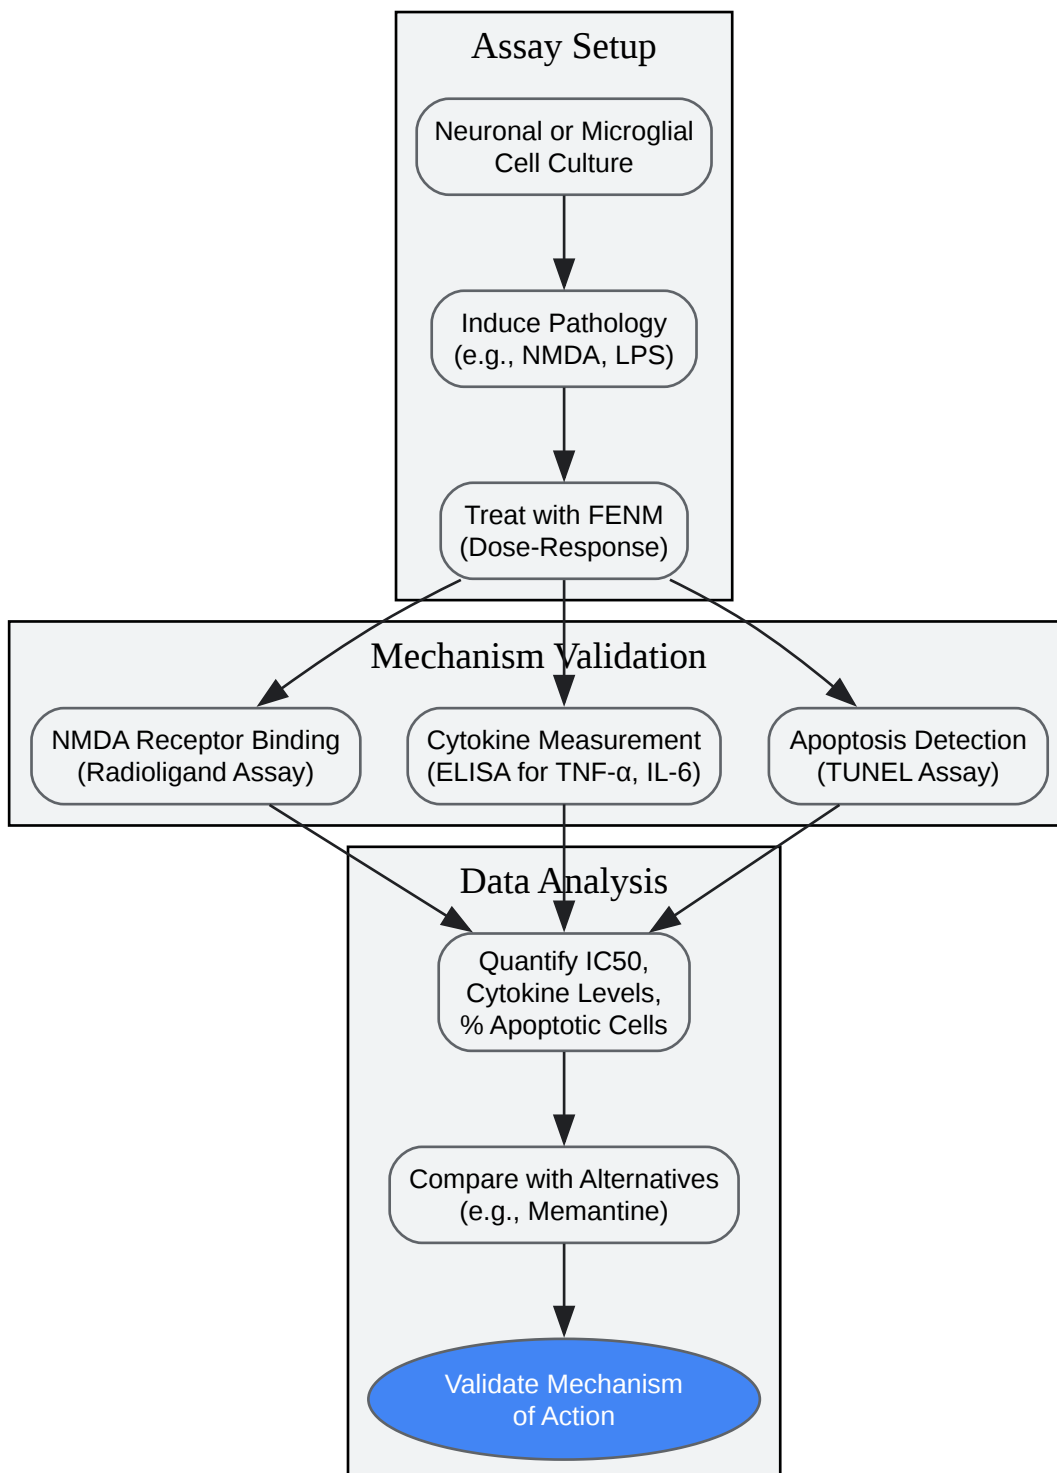 Assay Setup
Neuronal or Microglial
Cell Culture
Induce Pathology
(e.g., NMDA, LPS)
Treat with FENM
(Dose-Response)
Mechanism Validation
NMDA Receptor Binding
(Radioligand Assay)
Cytokine Measurement
(ELISA for TNF-α, IL-6)
Apoptosis Detection
(TUNEL Assay)
Data Analysis
Quantify IC50,
Cytokine Levels,
% Apoptotic Cells
Compare with Alternatives
(e.g., Memantine)
Validate Mechanism
of Action